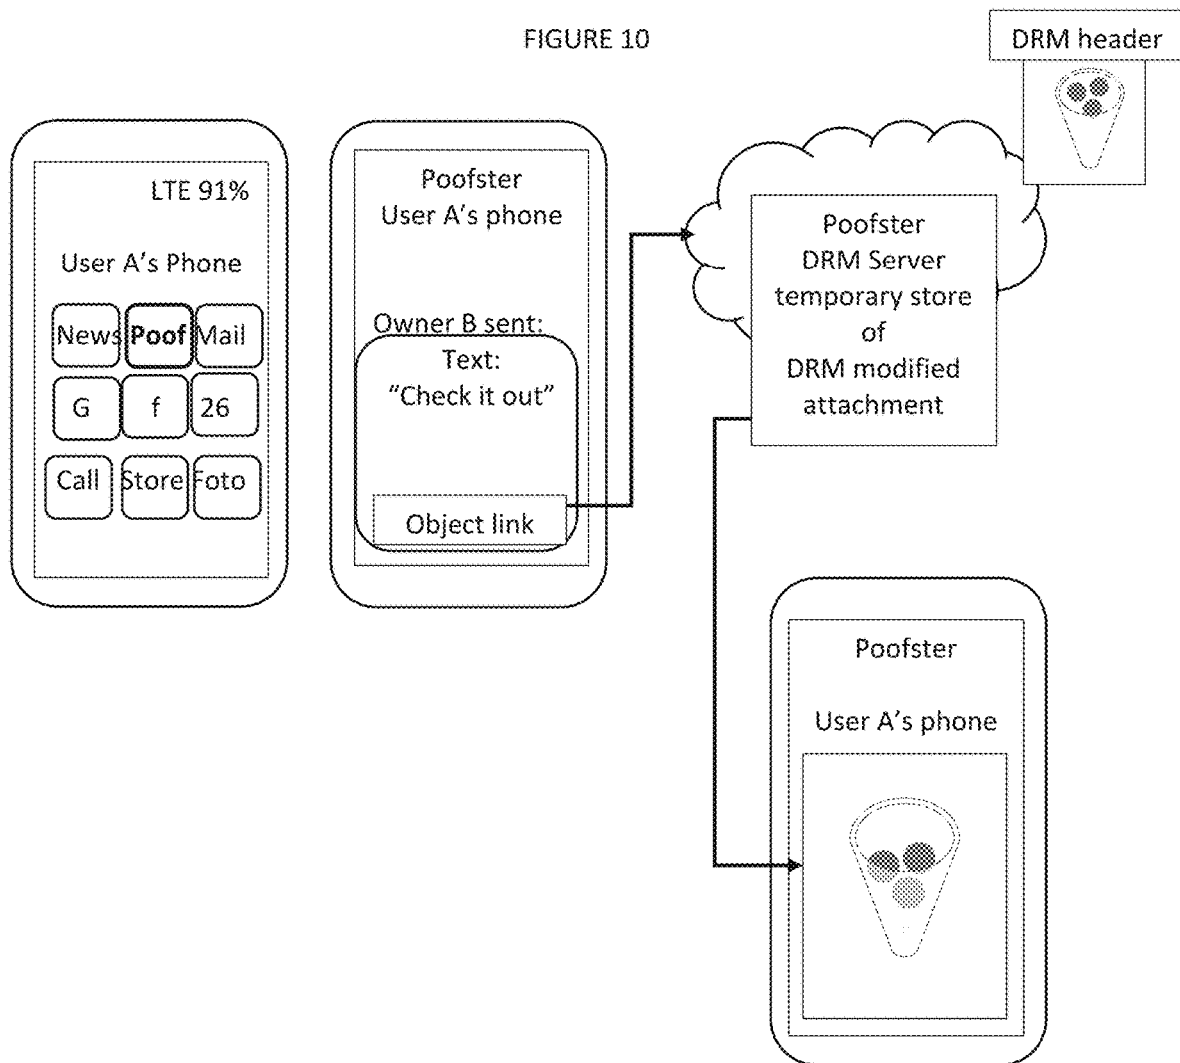 FIGURE 10
DRM header
LTE 91%
User A's Phone
News Poof Mail
G f 26
Call Store Foto
Poofster
User A's phone
Owner B sent:
Text:
“Check it out”
Object link
Poofster
DRM Server
temporary store
of
DRM modified
attachment
Poofster
User A's phone